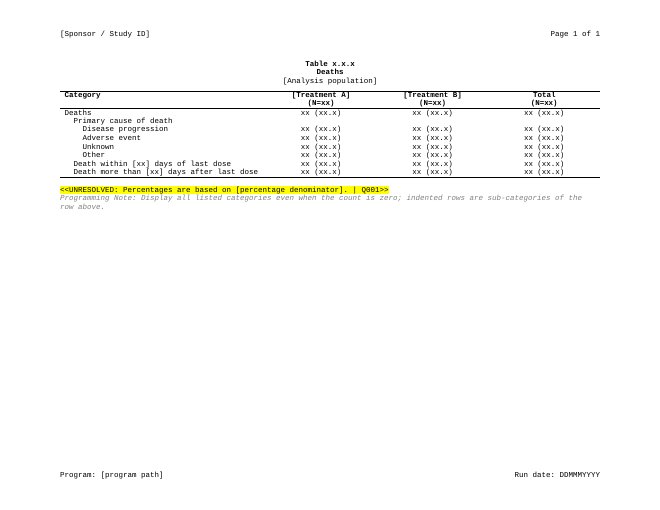 [Sponsor / Study ID] Page 1 of 1
Table x.x.x
Deaths
[Analysis population]
Category [Treatment A] [Treatment B] Total
(N=xx) (N=xx) (N=xx)
Deaths xx (xx.x) xx (xx.x) xx (xx.x)
Primary cause of death
Disease progression xx (xx.x) xx (xx.x) xx (xx.x)
Adverse event xx (xx.x) xx (xx.x) xx (xx.x)
Unknown xx (xx.x) xx (xx.x) xx (xx.x)
Other xx (xx.x) xx (xx.x) xx (xx.x)
Death within [xx] days of last dose xx (xx.x) xx (xx.x) xx (xx.x)
Death more than [xx] days after last dose xx (xx.x) xx (xx.x) xx (xx.x)
<<UNRESOLVED: Percentages are based on [percentage denominator]. | Q001>>
Programming Note: Display all listed categories even when the count is zero; indented rows are sub-categories of the
row above.
Program: [program path] Run date: DDMMMYYYY